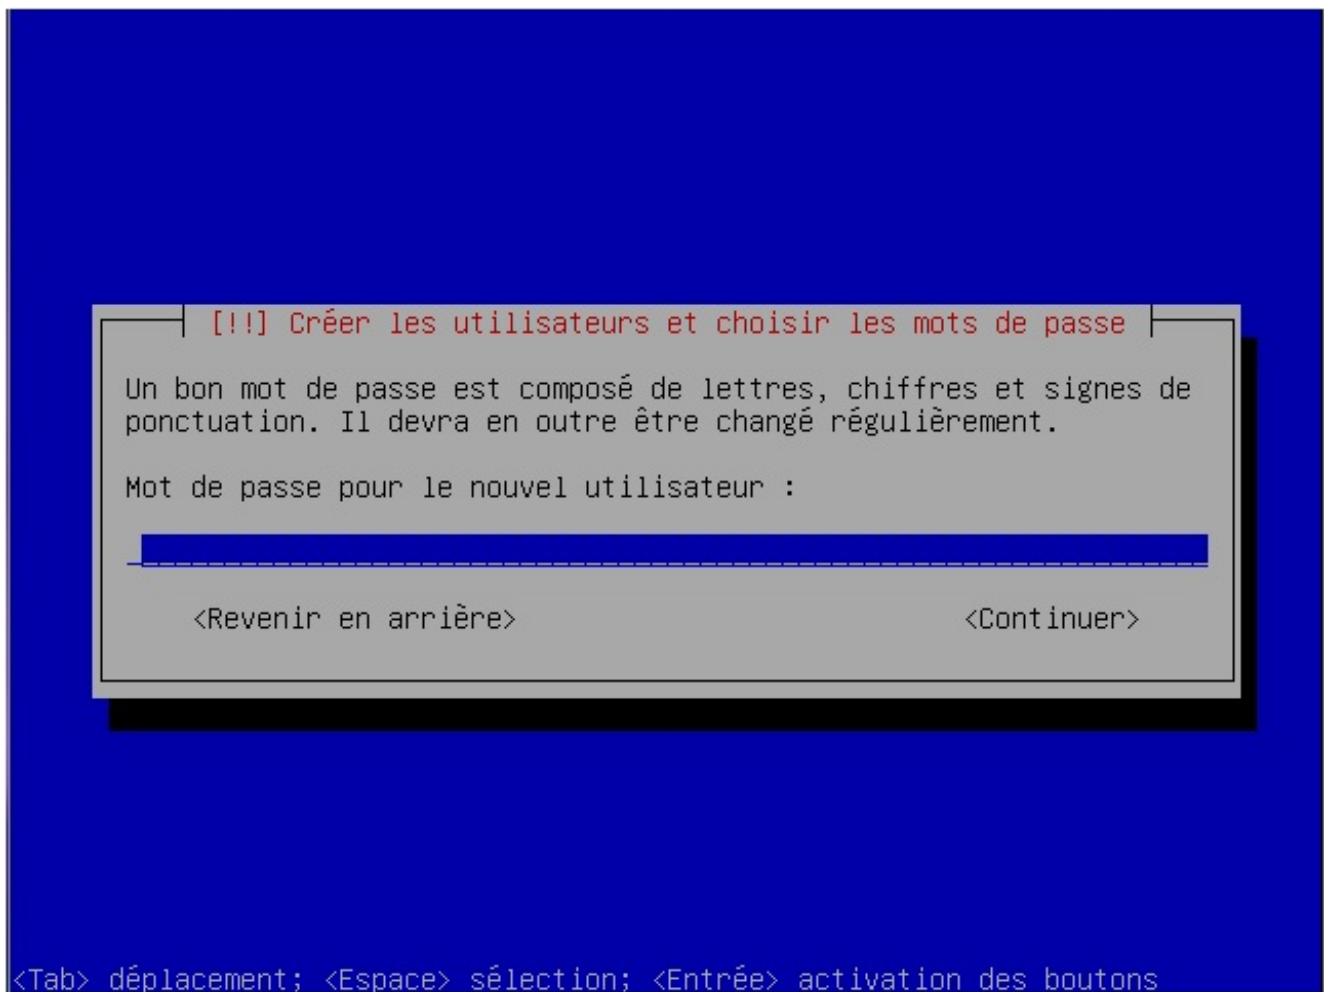 [!!] Créer les utilisateurs et choisir les mots de passe
Un bon mot de passe est composé de lettres, chiffres et signes de
ponctuation. Il devra en outre être changé régulièrement.
Mot de passe pour le nouvel utilisateur :
<Revenir en arrière> <Continuer>
<Tab> déplacement; <Espace> sélection; <Entrée> activation des boutons